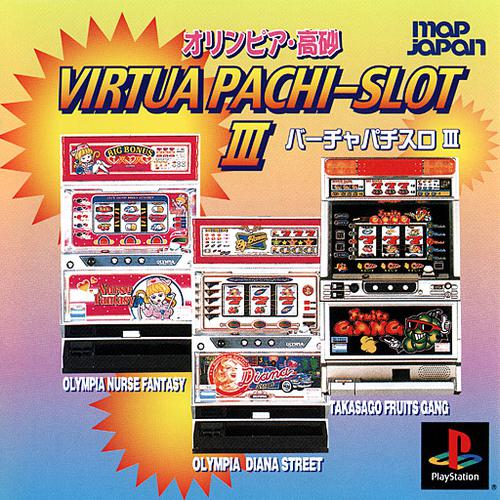 オリンピア・高砂
map
japan
VIRTUA PACHI-SLOT
III
バーチャパチスロ III
BIG BONUS
777
OLYMPIA
Nurse
Fantasy
Diana
Fruits
GANG
OLYMPIA NURSE FANTASY
TAKASAGO FRUITS GANG
OLYMPIA DIANA STREET
PlayStation